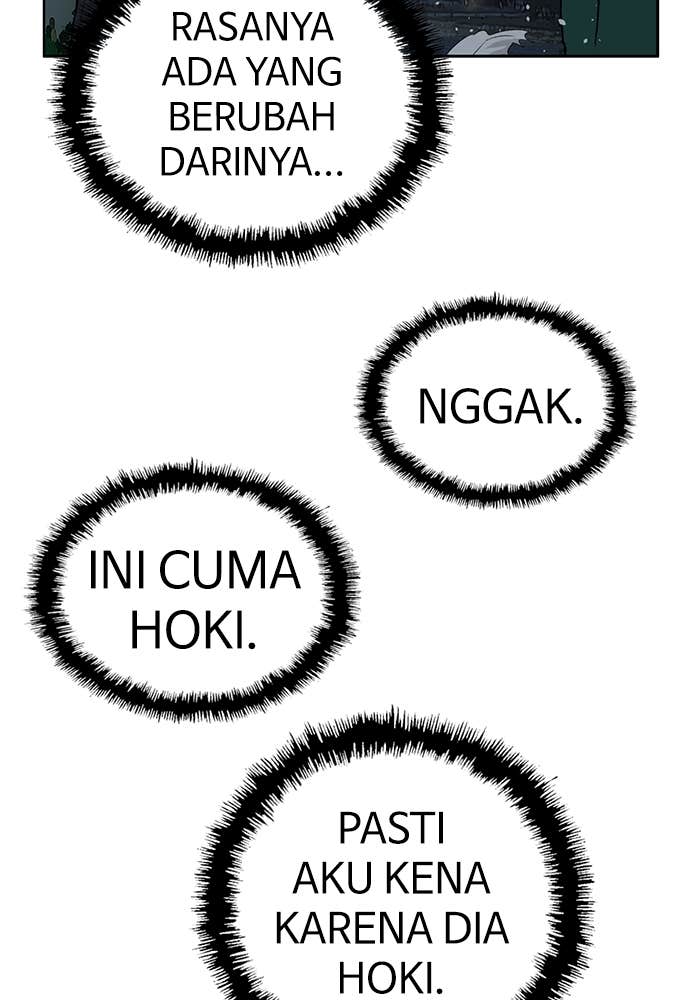 RASANYA
ADA YANG
BERUBAH
DARINYA...
NGGAK.
INI CUMA
HOKI.
PASTI
AKU KENA
KARENA DIA
HOKI.